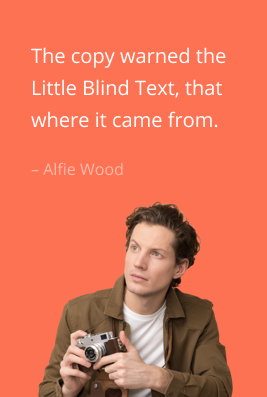 The copy warned the
Little Blind Text, that
where it came from.
– Alfie Wood